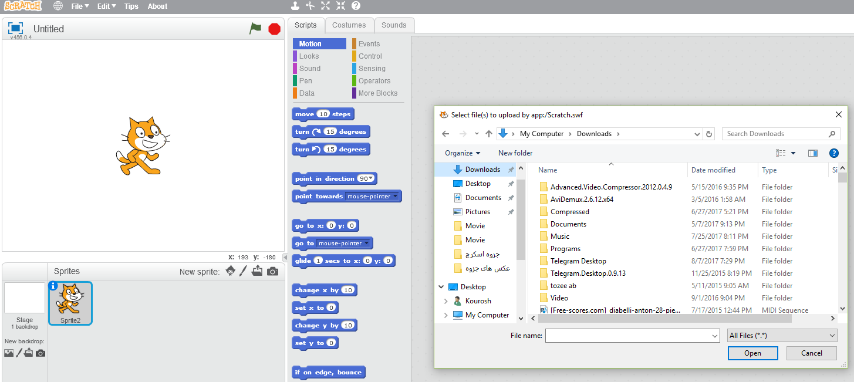 SCRATCH File Edit Tips About
Untitled
v455.0.4
X: 193 y: -180
Sprites New sprite:
Stage
1 backdrop
New backdrop:
Sprite2
Scripts Costumes Sounds
Motion Events
Looks Control
Sound Sensing
Pen Operators
Data More Blocks
move 10 steps
turn 15 degrees
turn 15 degrees
point in direction 90
point towards mouse-pointer
go to x: 0 y: 0
go to mouse-pointer
glide 1 secs to x: 0 y: 0
change x by 10
set x to 0
change y by 10
set y to 0
if on edge, bounce
Select file(s) to upload by app:/Scratch.swf
My Computer > Downloads > Search Downloads
Organize New folder
Downloads
Desktop
Documents
Pictures
Movie
Movie
جزوه اسکرچ
عکس های جزوه
Desktop
Kourosh
My Computer
Name Date modified Type Si
Advanced.Video.Compressor.2012.0.4.9 5/15/2016 9:35 PM File folder
AviDemux.2.6.12.x64 3/5/2016 1:58 AM File folder
Compressed 6/27/2017 5:21 PM File folder
Documents 5/7/2017 9:13 PM File folder
Music 7/25/2017 8:11 PM File folder
Programs 6/27/2017 7:59 PM File folder
Telegram Desktop 8/7/2017 7:29 PM File folder
Telegram.Desktop.0.9.13 11/25/2015 8:19 PM File folder
tozee ab 5/11/2015 9:05 AM File folder
Video 9/1/2016 9:04 PM File folder
[Free-scores.com]_diabelli-anton-28-pie... 7/17/2015 12:44 PM MIDI Sequence
File name: All Files (*.*)
Open Cancel